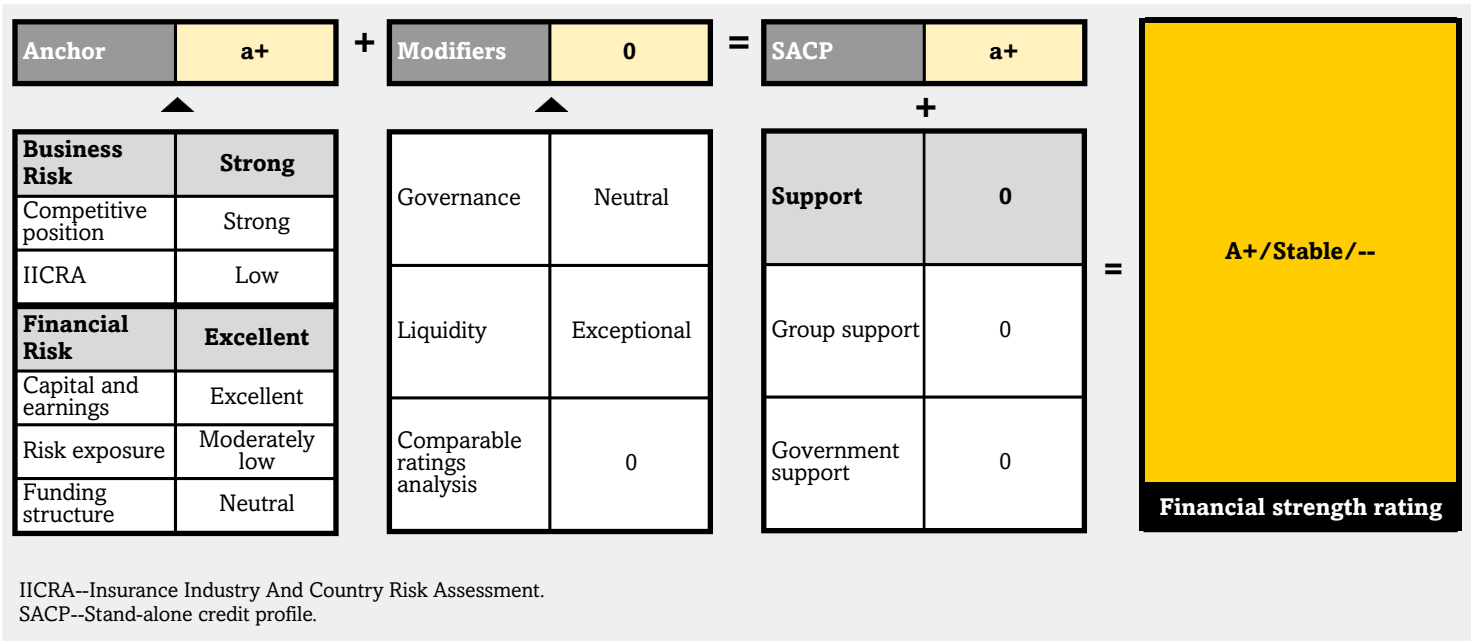 Anchor a+ + Modifiers 0 = SACP a+
+
Business
Risk
Strong
Competitive
position
Strong
IICRA Low
Financial
Risk
Excellent
Capital and
earnings
Excellent
Risk exposure
Moderately
low
Funding
structure
Neutral
Governance Neutral
Liquidity Exceptional
Comparable
ratings
analysis
0
Support 0
Group support 0
Government
support
0
=
A+/Stable/--
Financial strength rating
IICRA--Insurance Industry And Country Risk Assessment.
SACP--Stand-alone credit profile.